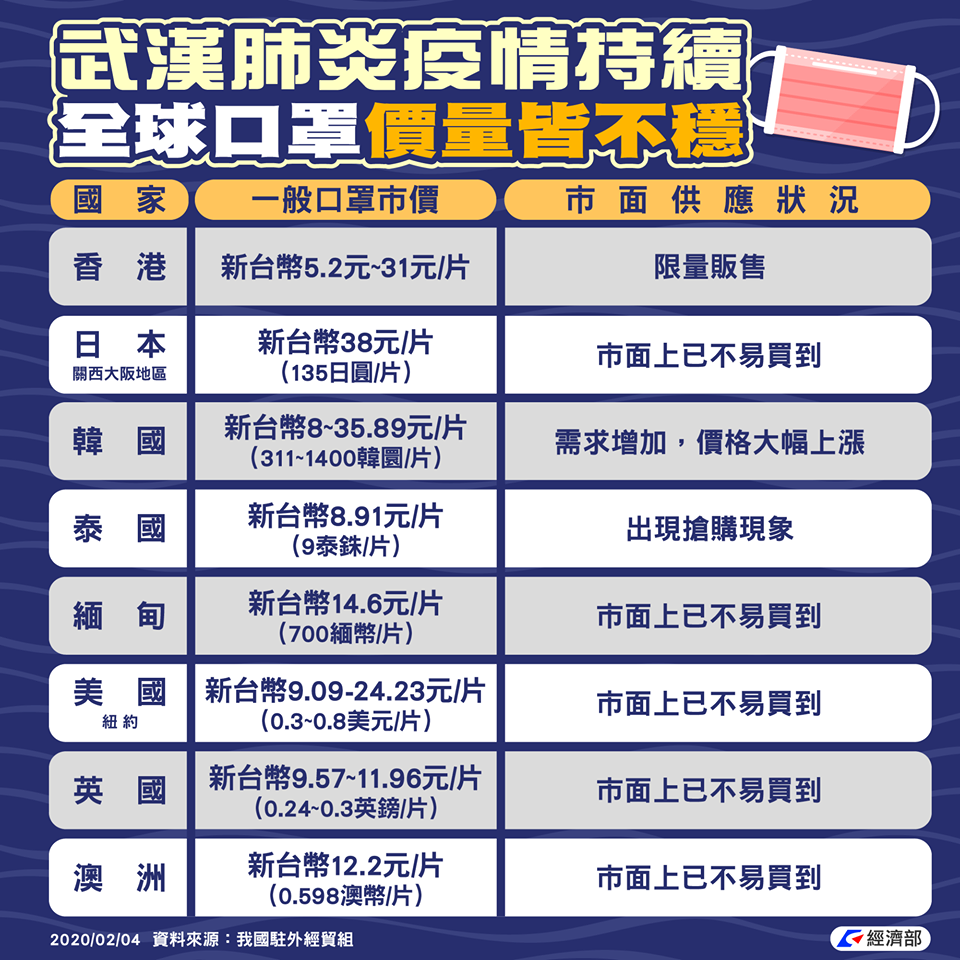 武漢肺炎疫情持續
全球口罩價量皆不穩
國家 一般口罩市價 市面供應狀況
香港 新台幣5.2元~31元/片 限量販售
日本 新台幣38元/片 市面上已不易買到
關西大阪地區 (135日圓/片)
韓國 新台幣8~35.89元/片 需求增加，價格大幅上漲
(311~1400韓圜/片)
泰國 新台幣8.91元/片 出現搶購現象
(9泰銖/片)
緬甸 新台幣14.6元/片 市面上已不易買到
(700緬幣/片)
美國 新台幣9.09-24.23元/片 市面上已不易買到
紐約 (0.3~0.8美元/片)
英國 新台幣9.57~11.96元/片 市面上已不易買到
(0.24~0.3英鎊/片)
澳洲 新台幣12.2元/片 市面上已不易買到
(0.598澳幣/片)
2020/02/04 資料來源：我國駐外經貿組 經濟部